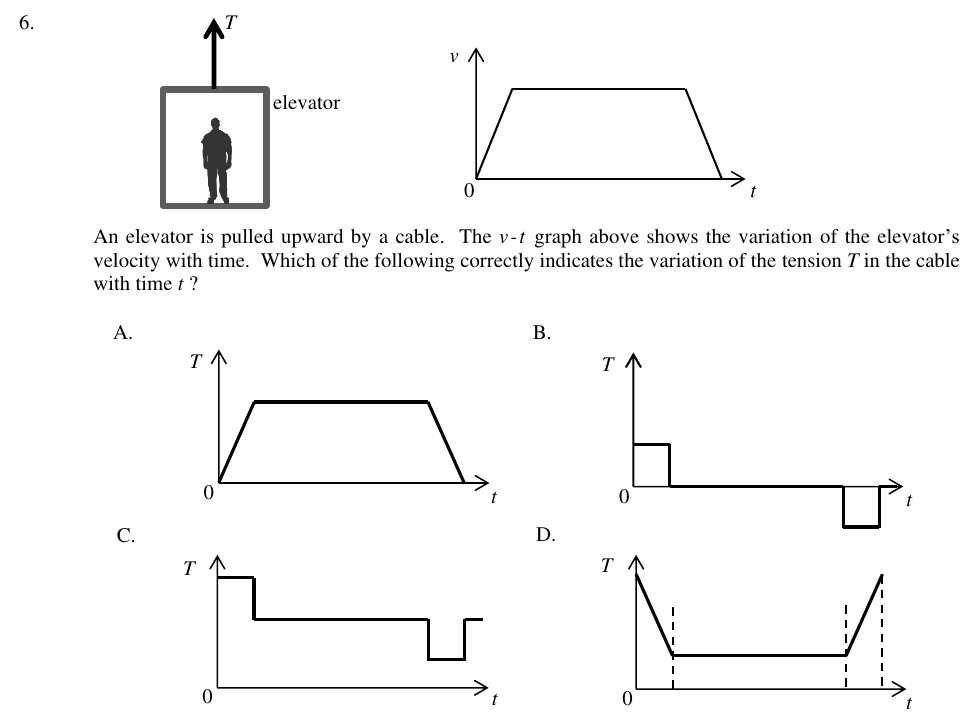 6.
T
elevator
v
0
t
An elevator is pulled upward by a cable. The v-t graph above shows the variation of the elevator’s
velocity with time. Which of the following correctly indicates the variation of the tension T in the cable
with time t ?
A.
T
0
t
B.
T
0
t
C.
T
0
t
D.
T
0
t